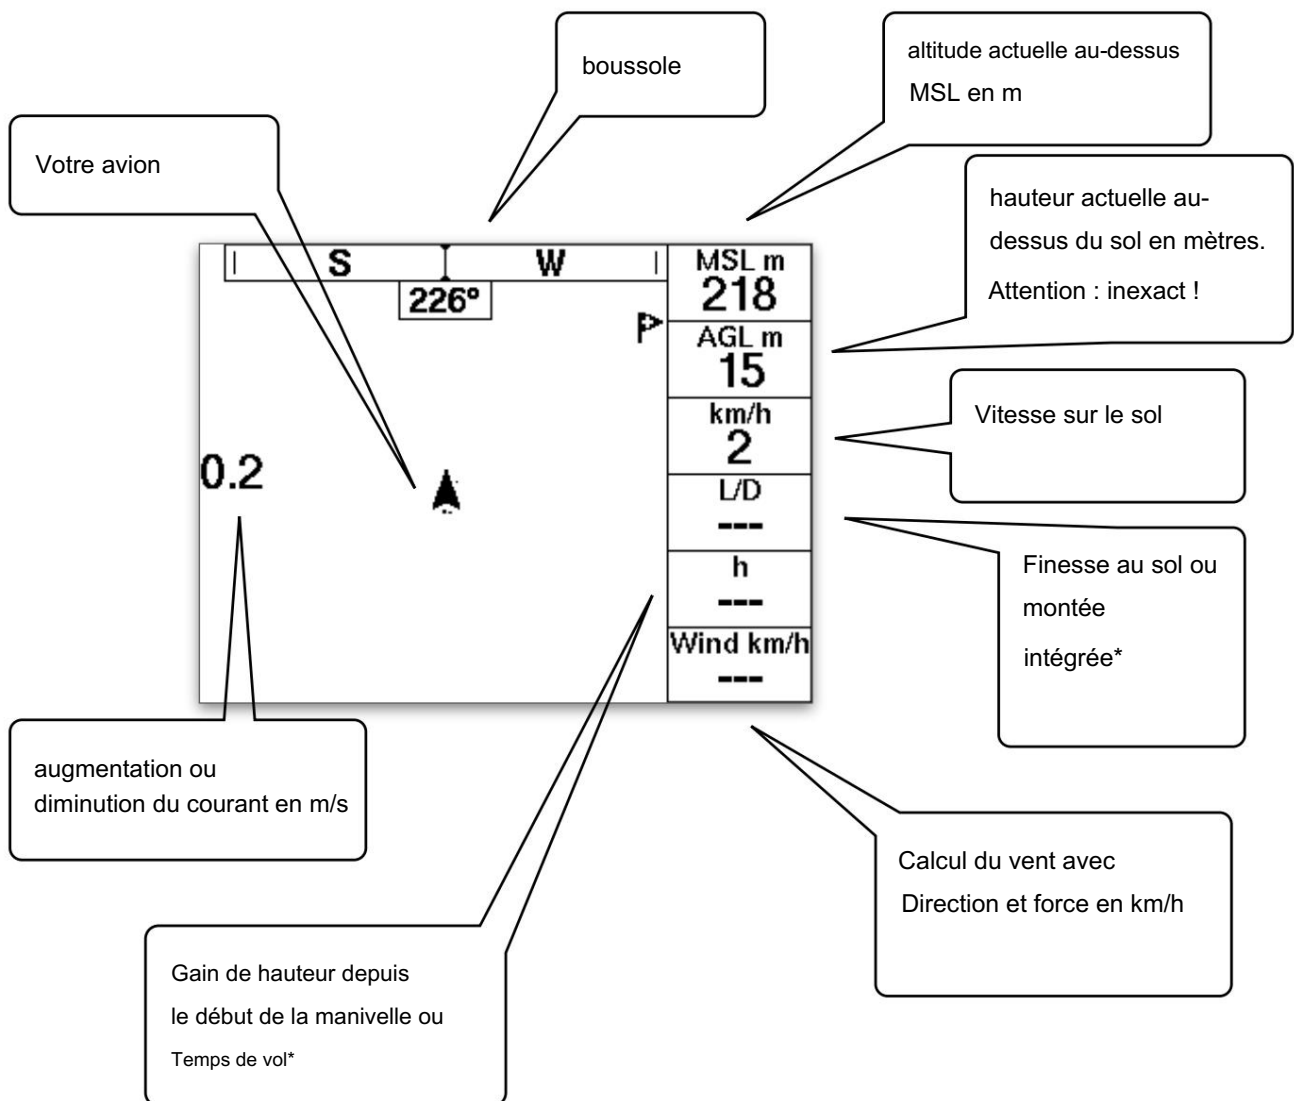 boussole
altitude actuelle au-dessus
MSL en m
Votre avion
hauteur actuelle au-
dessus du sol en mètres.
Attention : inexact !
S
W
226°
MSL m
218
AGL m
15
km/h
2
L/D
---
h
---
Wind km/h
---
0.2
Vitesse sur le sol
Finesse au sol ou
montée
intégrée*
augmentation ou
diminution du courant en m/s
Calcul du vent avec
Direction et force en km/h
Gain de hauteur depuis
le début de la manivelle ou
Temps de vol*